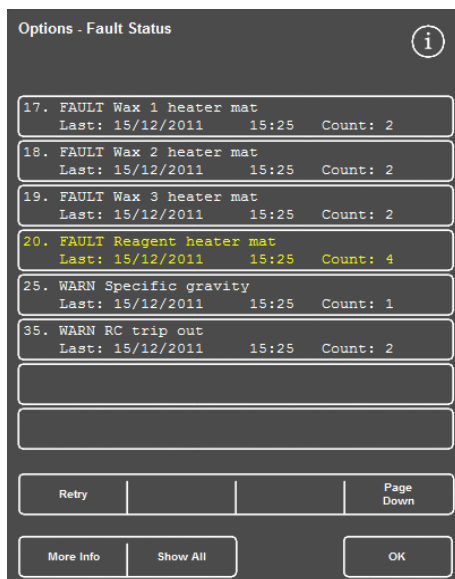 Options - Fault Status
i
17. FAULT Wax 1 heater mat
Last: 15/12/2011 15:25 Count: 2
18. FAULT Wax 2 heater mat
Last: 15/12/2011 15:25 Count: 2
19. FAULT Wax 3 heater mat
Last: 15/12/2011 15:25 Count: 2
20. FAULT Reagent heater mat
Last: 15/12/2011 15:25 Count: 4
25. WARN Specific gravity
Last: 15/12/2011 15:25 Count: 1
35. WARN RC trip out
Last: 15/12/2011 15:25 Count: 2
Retry
Page
Down
More Info
Show All
OK